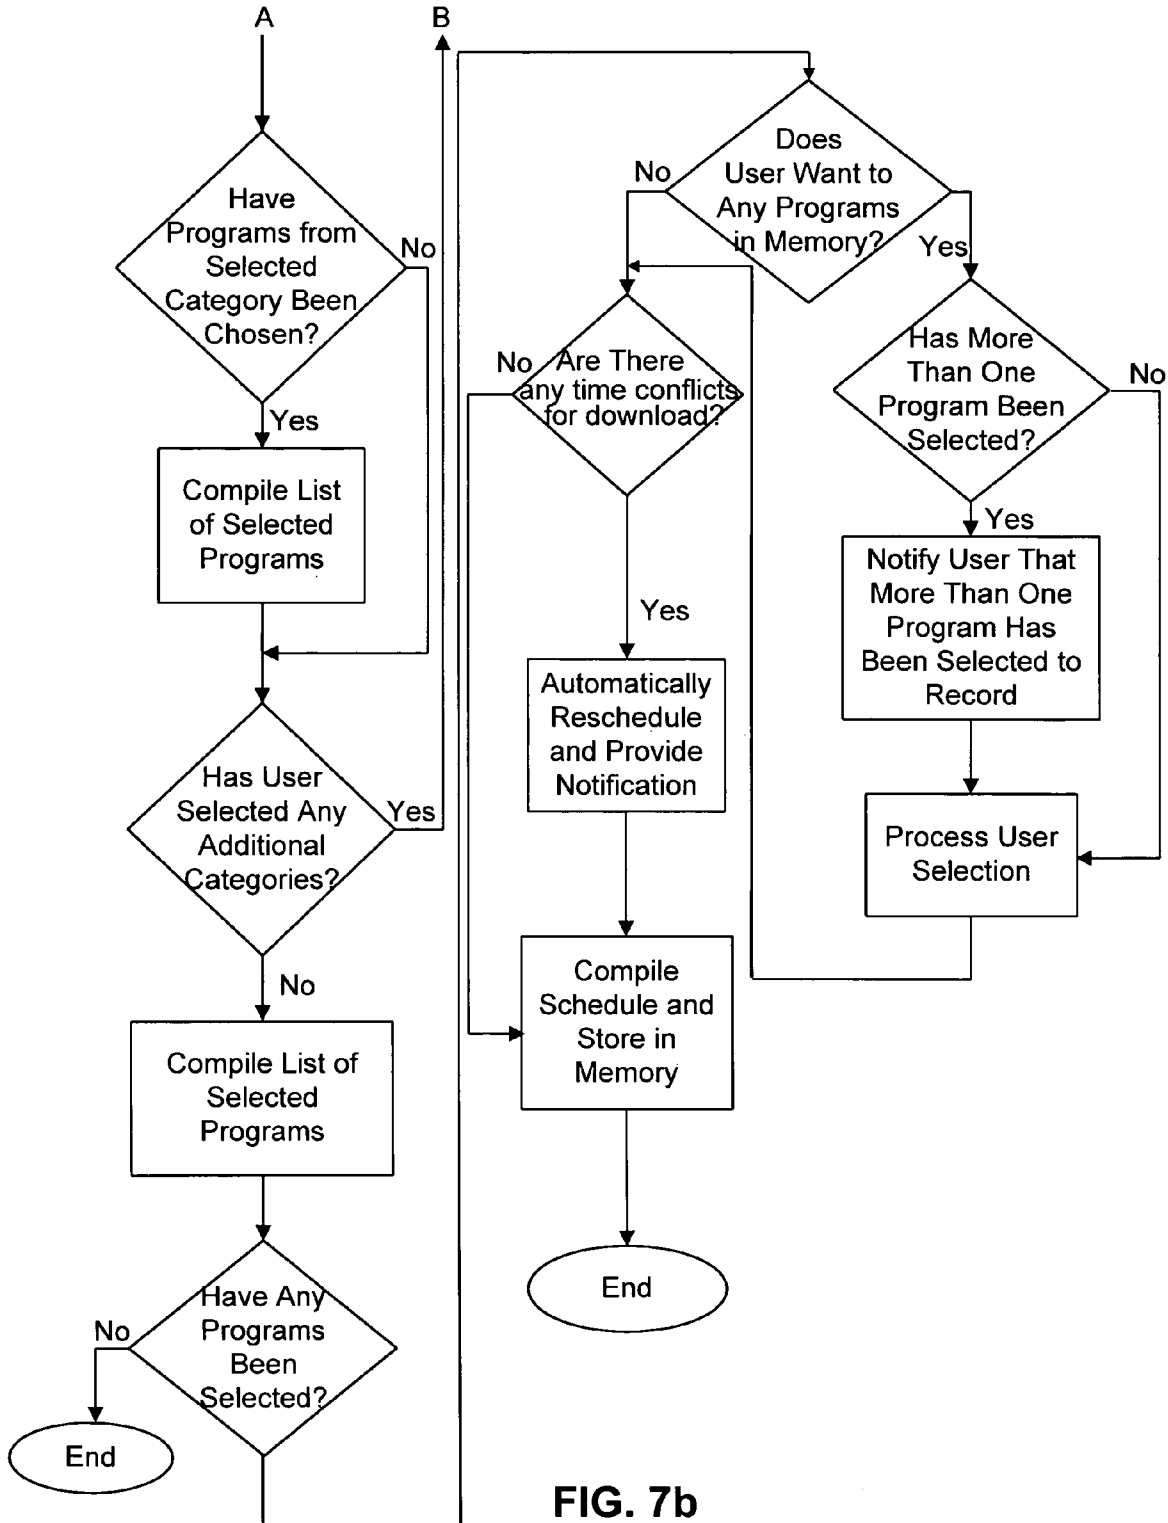 A
B
Have
Programs from
Selected
Category Been
Chosen?
No
Yes
Compile List
of Selected
Programs
Has User
Selected Any
Additional
Categories?
Yes
No
Compile List of
Selected
Programs
Have Any
Programs
Been
Selected?
No
End
Does
User Want to
Any Programs
in Memory?
No
Yes
Are There
any time conflicts
for download?
No
Yes
Automatically
Reschedule
and Provide
Notification
Compile
Schedule and
Store in
Memory
End
Has More
Than One
Program Been
Selected?
No
Yes
Notify User That
More Than One
Program Has
Been Selected to
Record
Process User
Selection
FIG. 7b